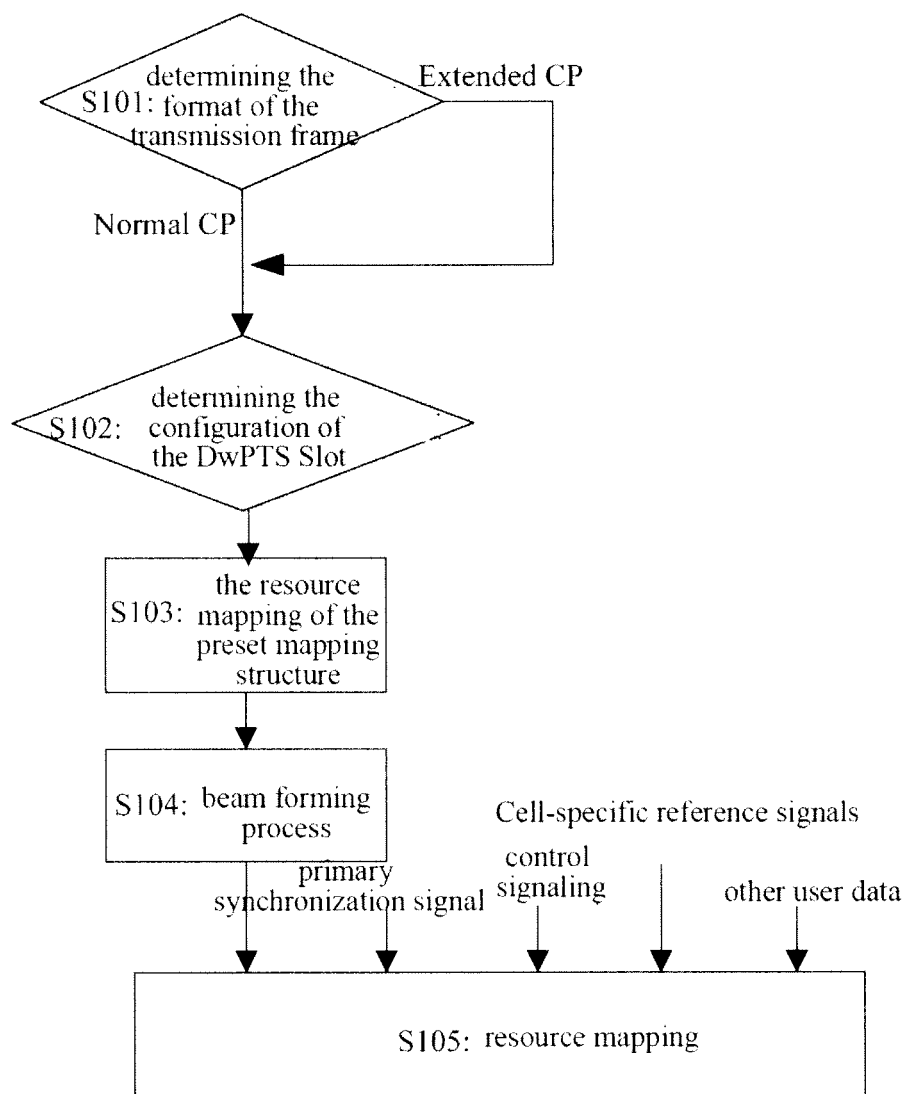 determining the
S101: format of the
transmission frame
Extended CP
Normal CP
determining the
S102: configuration of
the DwPTS Slot
the resource
S103: mapping of the
preset mapping
structure
S104: beam forming
process
primary
synchronization signal
control
signaling
Cell-specific reference signals
other user data
S105: resource mapping